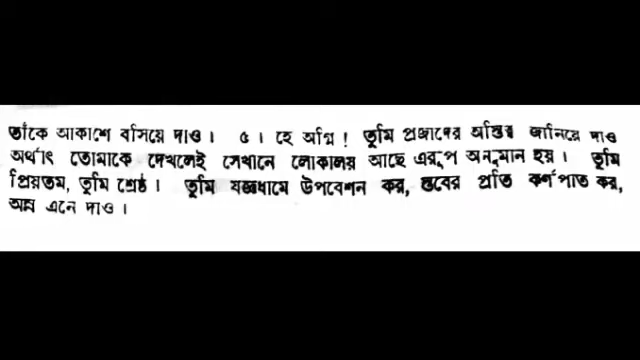 তাঁকে আকাশে বসিয়ে দাও। ৫। হে অগ্নি! তুমি প্রজাদের অস্তিত্ব জানিয়ে দাও
অর্থাৎ তোমাকে দেখলেই সেখানে লোকালয় আছে এরূপ অনুমান হয়। তুমি
প্রিয়তম, তুমি শ্রেষ্ঠ। তুমি যজ্ঞধামে উপবেশন কর, স্তবের প্রতি কর্ণপাত কর,
অন্ন এনে দাও।